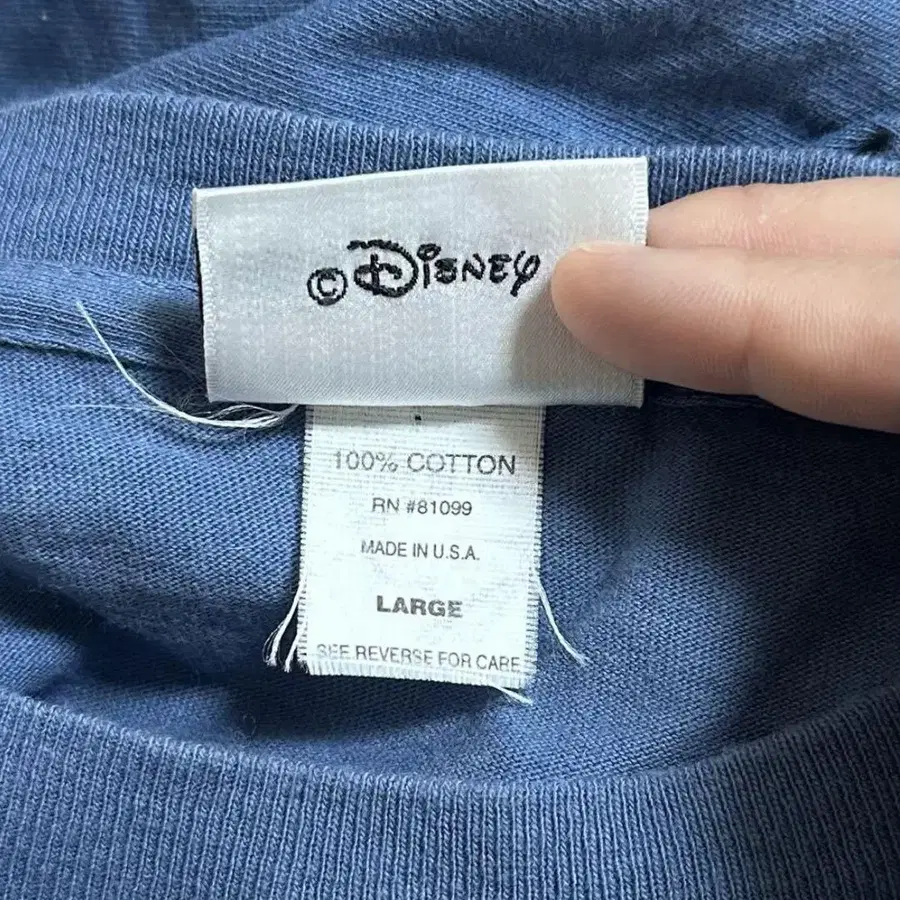 © Disney
100% COTTON
RN #81099
MADE IN U.S.A.
LARGE
SEE REVERSE FOR CARE